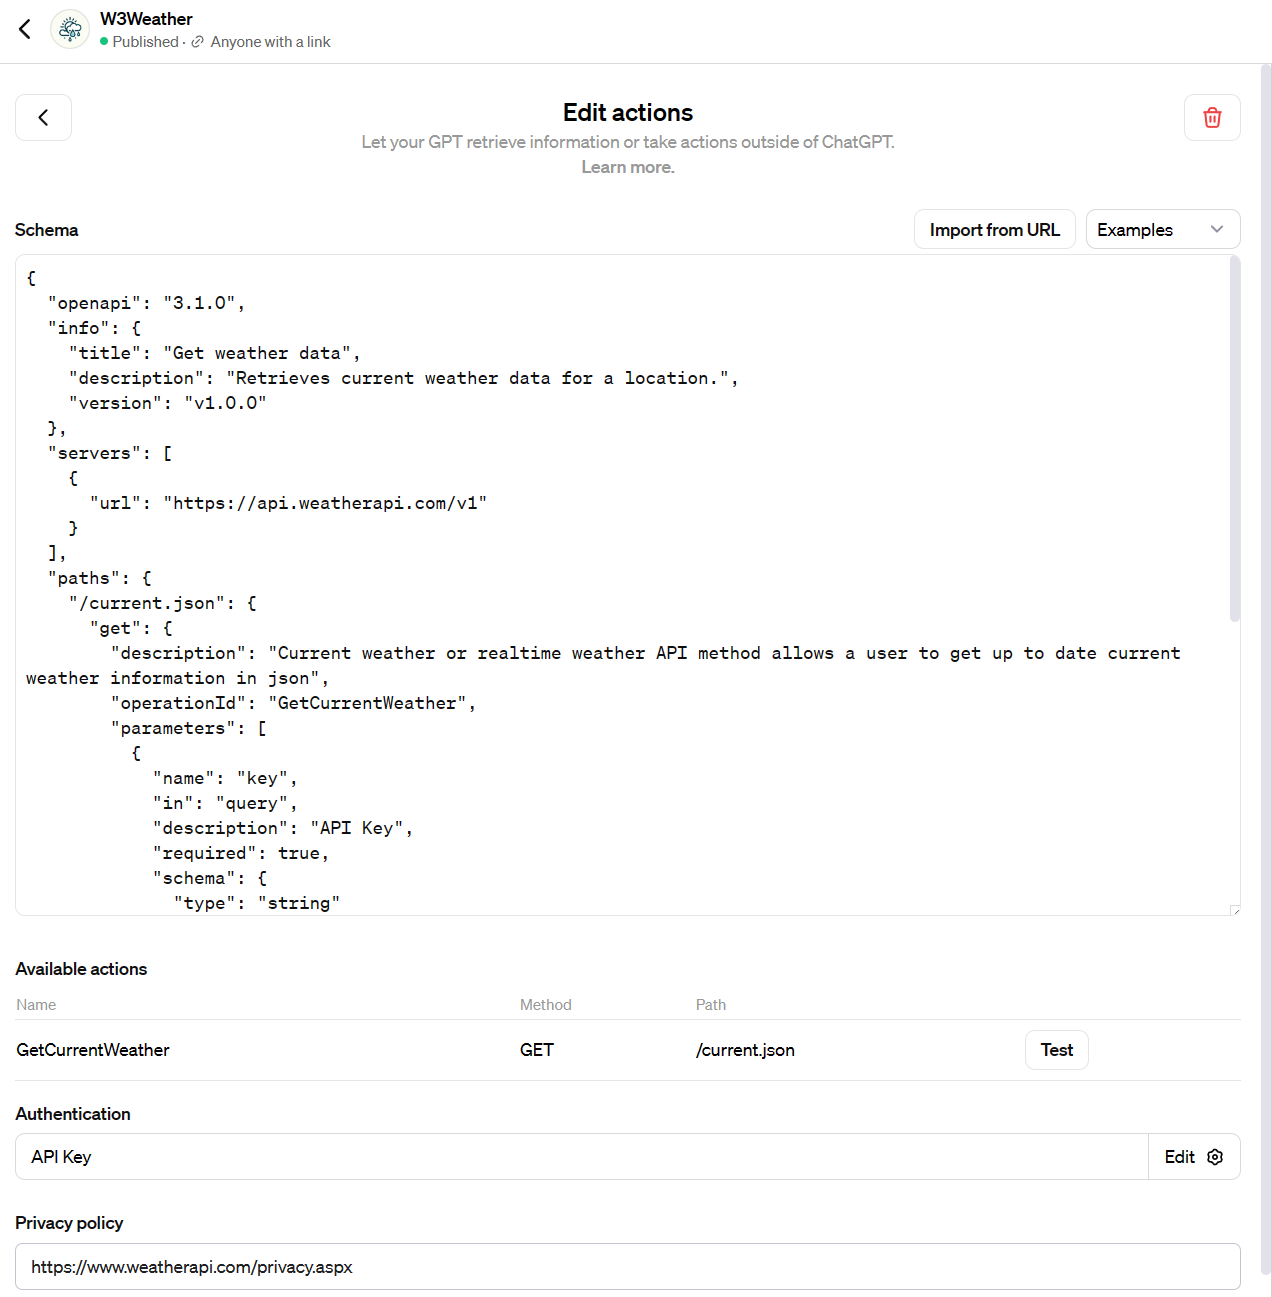 W3Weather
Published · Anyone with a link
Edit actions
Let your GPT retrieve information or take actions outside of ChatGPT.
Learn more.
Schema
Import from URL
Examples
{
  "openapi": "3.1.0",
  "info": {
    "title": "Get weather data",
    "description": "Retrieves current weather data for a location.",
    "version": "v1.0.0"
  },
  "servers": [
    {
      "url": "https://api.weatherapi.com/v1"
    }
  ],
  "paths": {
    "/current.json": {
      "get": {
        "description": "Current weather or realtime weather API method allows a user to get up to date current
weather information in json",
        "operationId": "GetCurrentWeather",
        "parameters": [
          {
            "name": "key",
            "in": "query",
            "description": "API Key",
            "required": true,
            "schema": {
              "type": "string"
Available actions
Name Method Path
GetCurrentWeather GET /current.json Test
Authentication
API Key Edit
Privacy policy
https://www.weatherapi.com/privacy.aspx